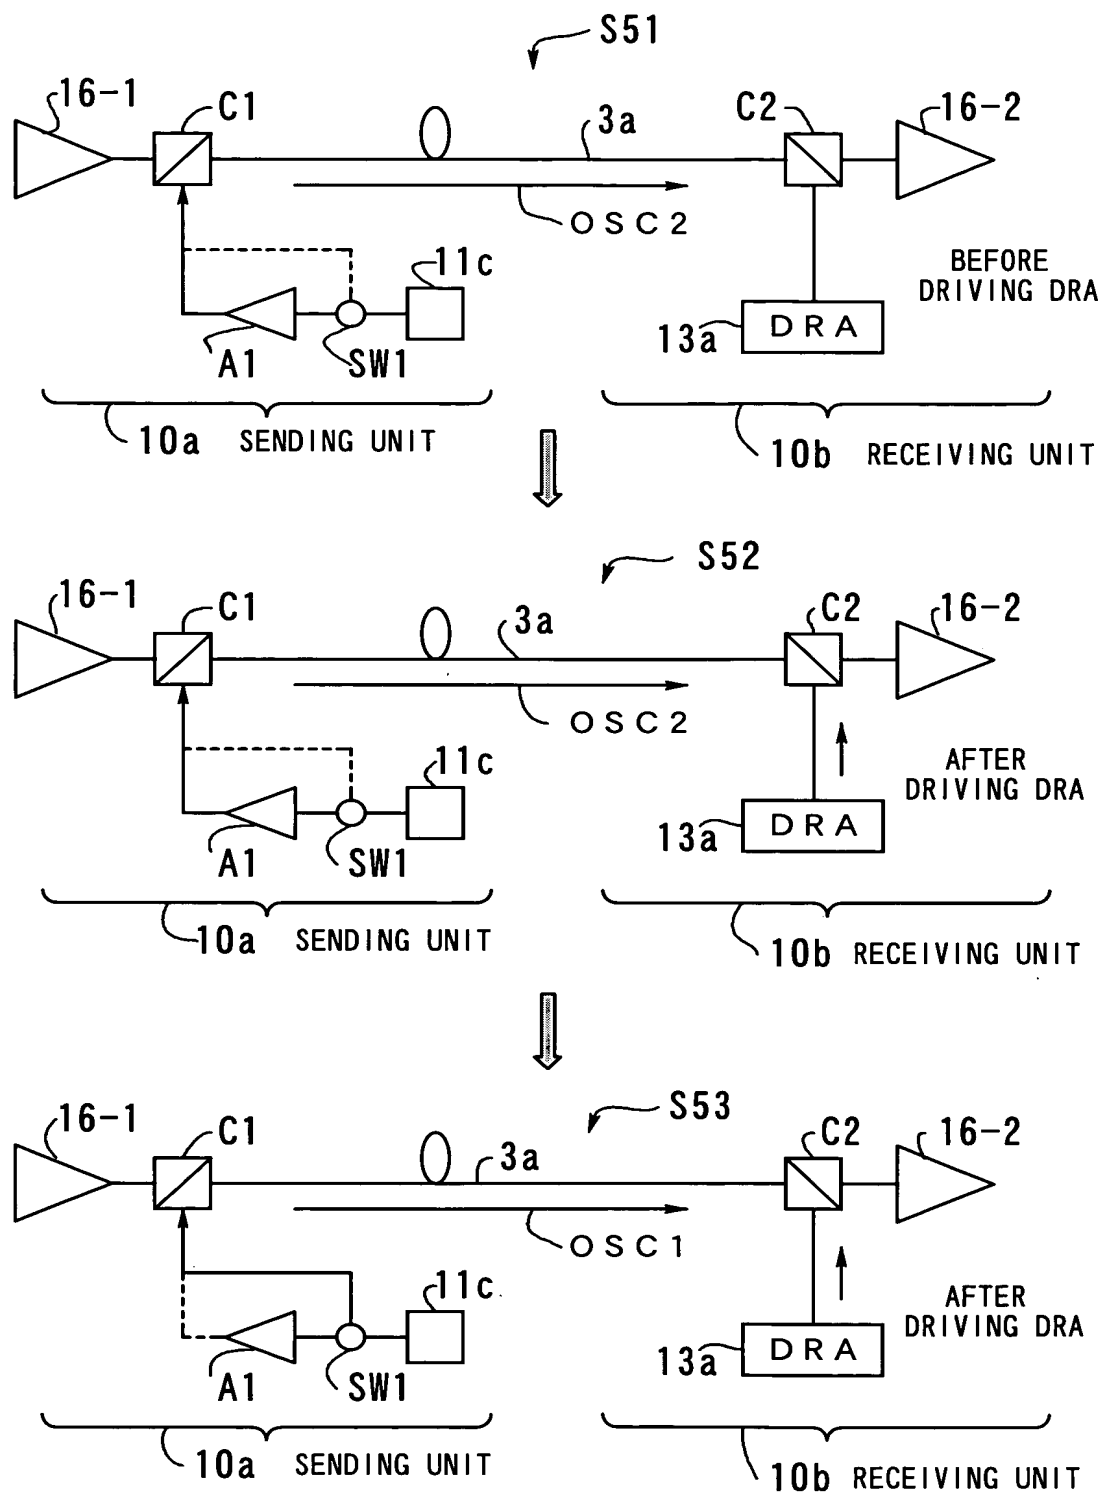 S51
16-1
C1
3a
C2
16-2
OSC2
11c
BEFORE
DRIVING DRA
13a
DRA
A1
SW1
10a SENDING UNIT
10b RECEIVING UNIT
S52
16-1
C1
3a
C2
16-2
OSC2
11c
AFTER
DRIVING DRA
13a
DRA
A1
SW1
10a SENDING UNIT
10b RECEIVING UNIT
S53
16-1
C1
3a
C2
16-2
OSC1
11c
AFTER
DRIVING DRA
13a
DRA
A1
SW1
10a SENDING UNIT
10b RECEIVING UNIT